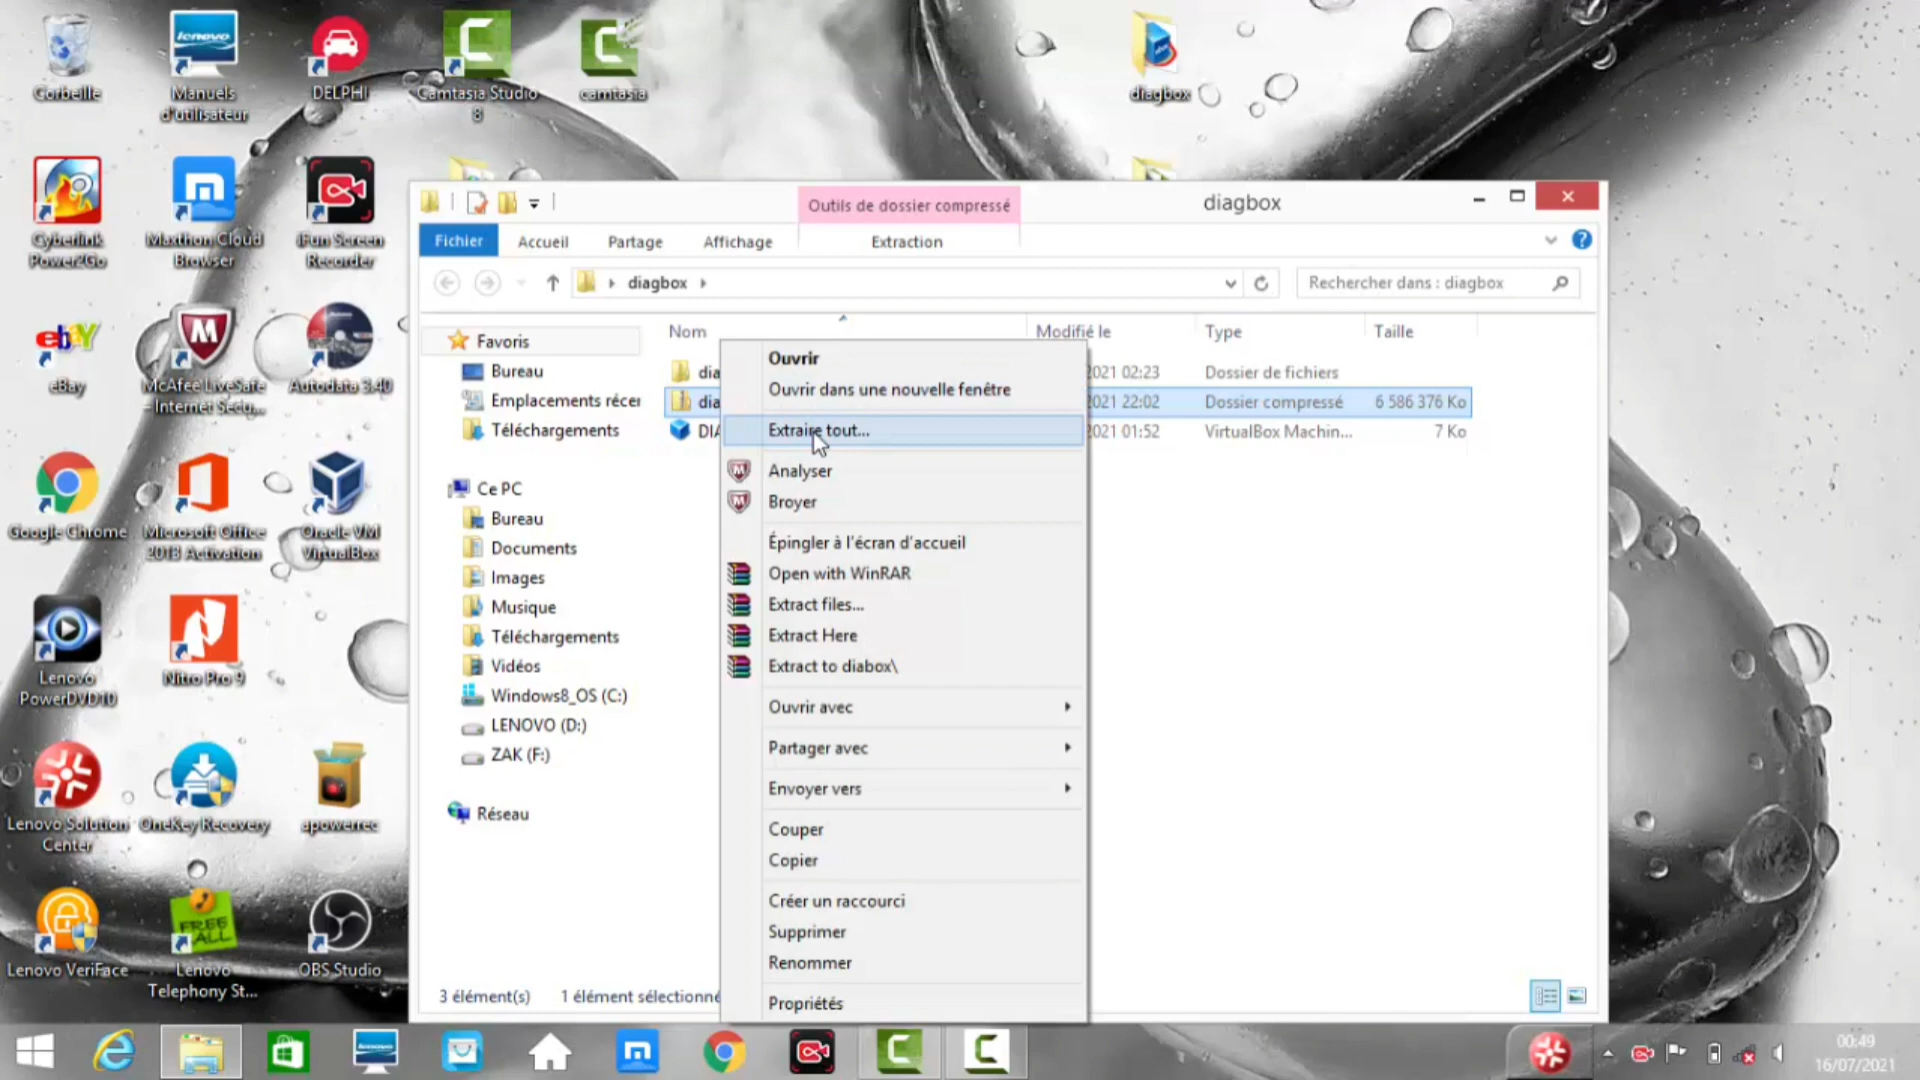 Corbeille
Manuels
d'utilisateur
DELPHI
Camtasia Studio
8
camtasia
diagbox
Cyberlink
Power2Go
Maxthon Cloud
Browser
iFun Screen
Recorder
eBay
McAfee LiveSafe
- Internet Secu...
Autodata 3.40
Google Chrome
Microsoft Office
2013 Activation
Oracle VM
VirtualBox
Lenovo
PowerDVD10
Nitro Pro 9
Lenovo Solution
Center
OneKey Recovery
apowerrec
Lenovo VeriFace
Lenovo
Telephony St...
OBS Studio
Outils de dossier compressé
diagbox
Fichier
Accueil
Partage
Affichage
Extraction
diagbox
Rechercher dans : diagbox
Nom
Modifié le
Type
Taille
dia
2021 02:23
Dossier de fichiers
dia
2021 22:02
Dossier compressé
6 586 376 Ko
DIA
2021 01:52
VirtualBox Machin...
7 Ko
Favoris
Bureau
Emplacements récer
Téléchargements
Ce PC
Bureau
Documents
Images
Musique
Téléchargements
Vidéos
Windows8_OS (C:)
LENOVO (D:)
ZAK (F:)
Réseau
Ouvrir
Ouvrir dans une nouvelle fenêtre
Extraire tout...
Analyser
Broyer
Épingler à l'écran d'accueil
Open with WinRAR
Extract files...
Extract Here
Extract to diabox\
Ouvrir avec
Partager avec
Envoyer vers
Couper
Copier
Créer un raccourci
Supprimer
Renommer
Propriétés
3 élément(s)
1 élément sélectionné
00:49
16/07/2021